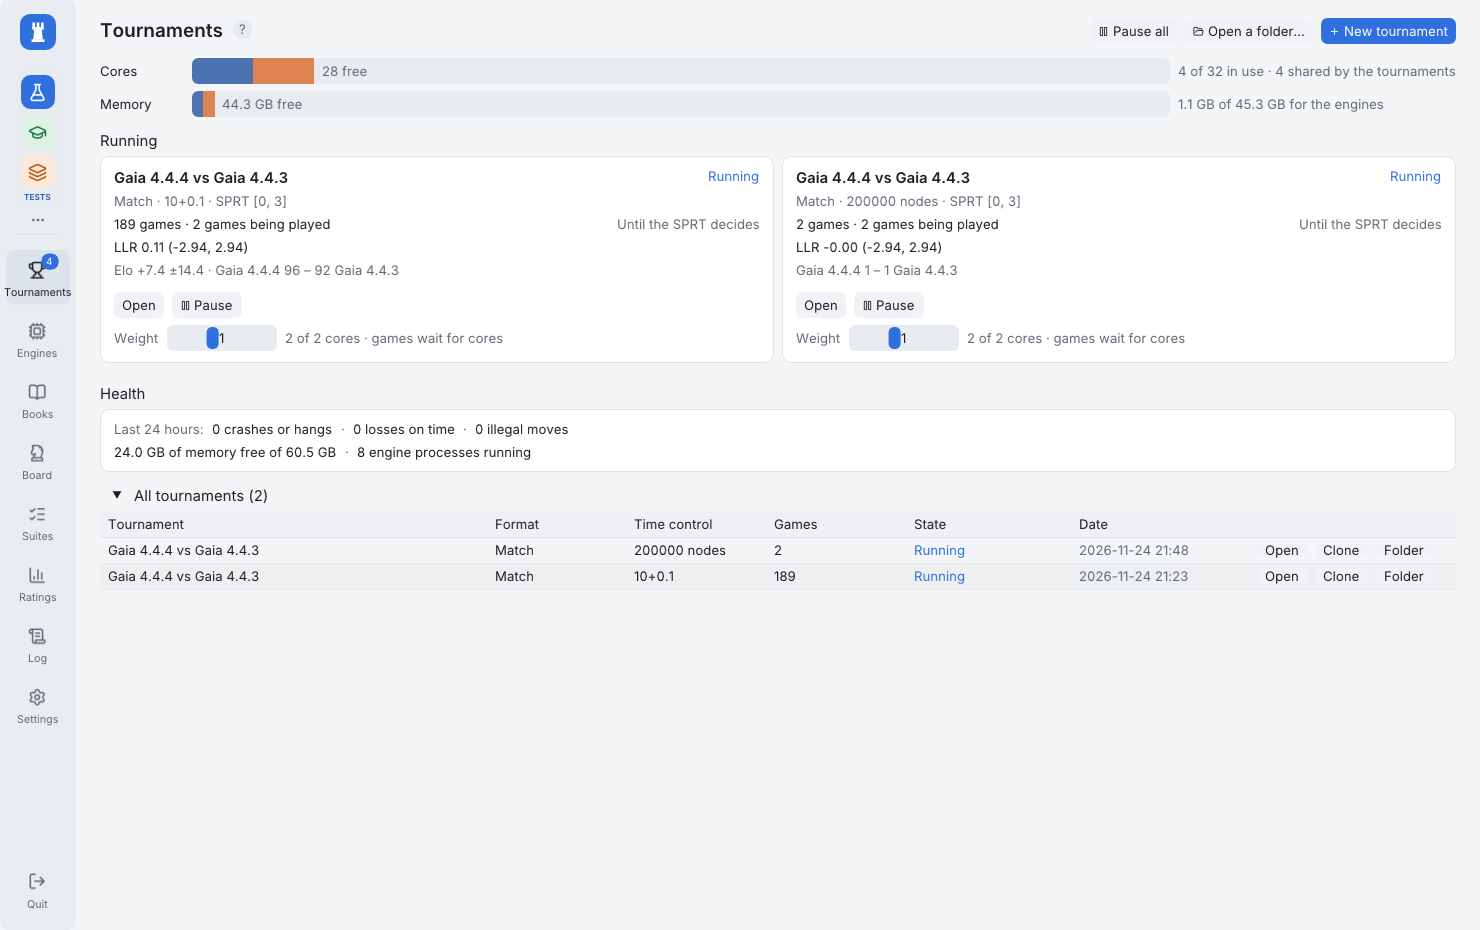 Tournaments ?
Pause all
Open a folder...
+ New tournament
Cores
28 free
4 of 32 in use · 4 shared by the tournaments
Memory
44.3 GB free
1.1 GB of 45.3 GB for the engines
TESTS
4
Tournaments
Engines
Books
Board
Suites
Ratings
Log
Settings
Quit
Running
Gaia 4.4.4 vs Gaia 4.4.3
Running
Match · 10+0.1 · SPRT [0, 3]
189 games · 2 games being played
Until the SPRT decides
LLR 0.11 (-2.94, 2.94)
Elo +7.4 ±14.4 · Gaia 4.4.4 96 – 92 Gaia 4.4.3
Open
Pause
Weight
1
2 of 2 cores · games wait for cores
Gaia 4.4.4 vs Gaia 4.4.3
Running
Match · 200000 nodes · SPRT [0, 3]
2 games · 2 games being played
Until the SPRT decides
LLR -0.00 (-2.94, 2.94)
Gaia 4.4.4 1 – 1 Gaia 4.4.3
Open
Pause
Weight
1
2 of 2 cores · games wait for cores
Health
Last 24 hours: 0 crashes or hangs · 0 losses on time · 0 illegal moves
24.0 GB of memory free of 60.5 GB · 8 engine processes running
All tournaments (2)
Tournament Format Time control Games State Date
Gaia 4.4.4 vs Gaia 4.4.3 Match 200000 nodes 2 Running 2026-11-24 21:48 Open Clone Folder
Gaia 4.4.4 vs Gaia 4.4.3 Match 10+0.1 189 Running 2026-11-24 21:23 Open Clone Folder